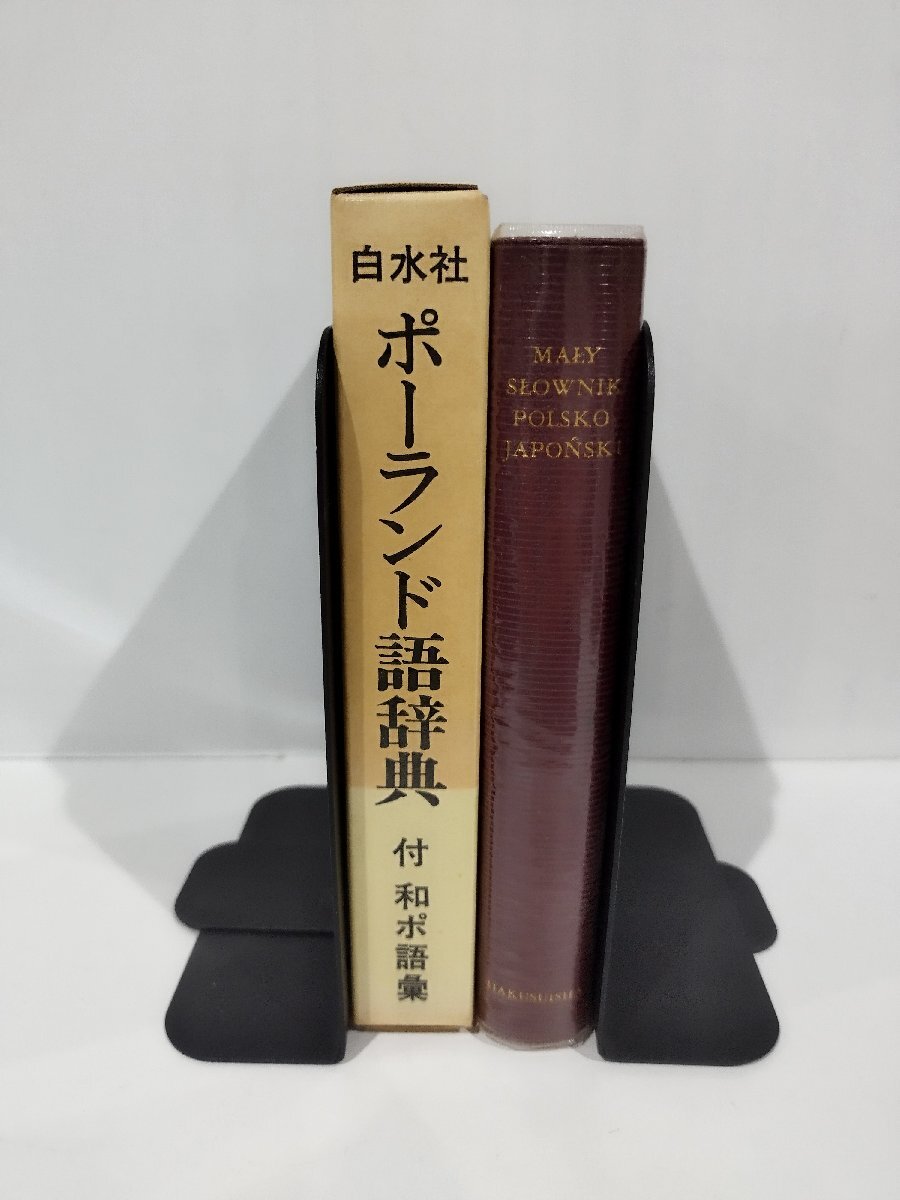 白水社
ポーランド語辞典
付 和ポ語彙
MAŁY
SŁOWNIK
POLSKO
JAPOŃSKI
HAKUSUISHA